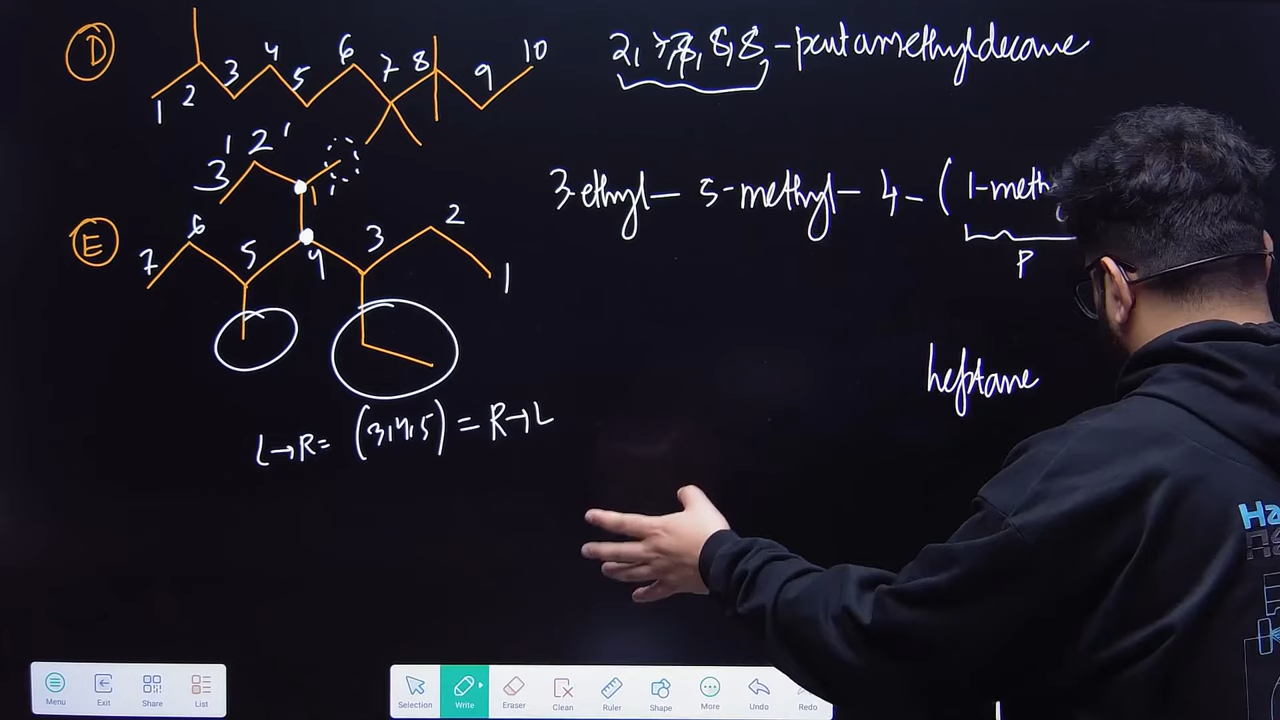 D
1 2 3 4 5 6 7 8 9 10
2, 7,7, 8, 8 -pentamethyldecane
3' 2' 1
3-ethyl- 5-methyl- 4-(1-meth
P
E
7 6 5 4 3 2 1
heptane
L→R= (3,4,5) = R→L
Ha
Menu Exit Share List
Selection Write Eraser Clean Ruler Shape More Undo Redo